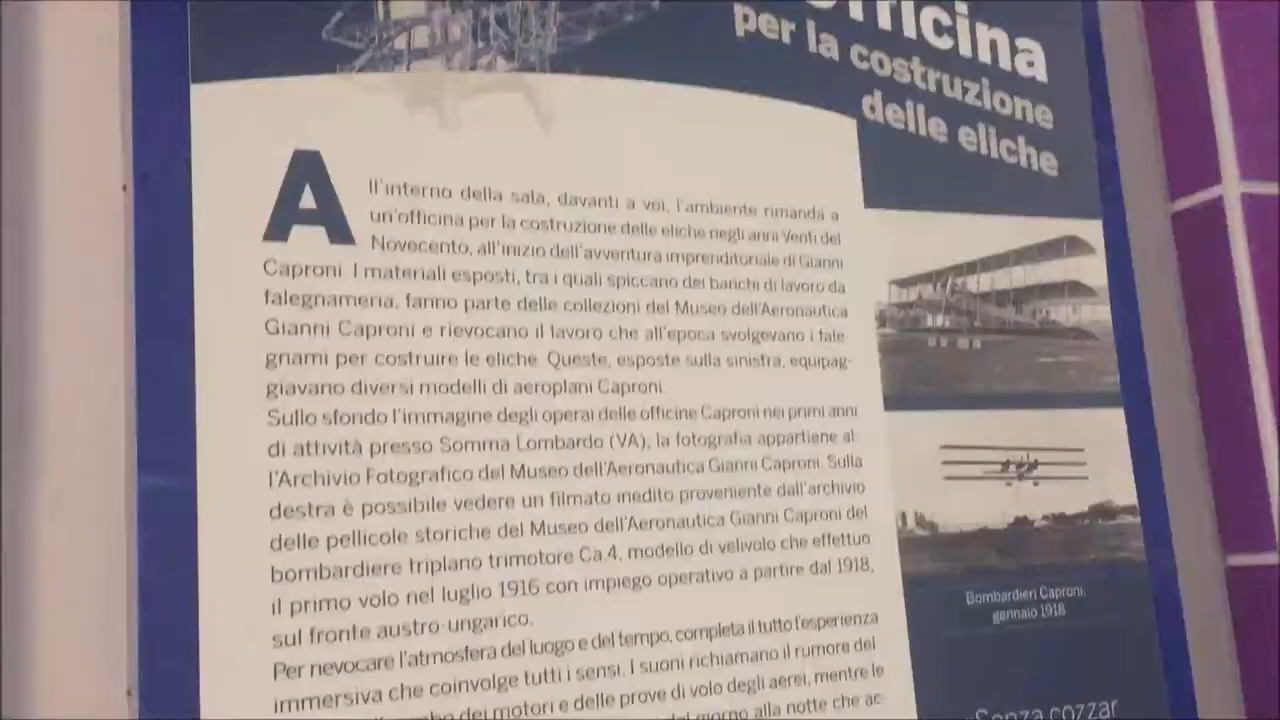 officina
per la costruzione
delle eliche
All'interno della sala, davanti a voi, l'ambiente rimanda a
un'officina per la costruzione delle eliche negli anni Venti del
Novecento, all'inizio dell'avventura imprenditoriale di Gianni
Caproni. I materiali esposti, tra i quali spiccano dei banchi di lavoro da
falegnameria, fanno parte delle collezioni del Museo dell'Aeronautica
Gianni Caproni e rievocano il lavoro che all'epoca svolgevano i fale-
gnami per costruire le eliche. Queste, esposte sulla sinistra, equipag-
giavano diversi modelli di aeroplani Caproni.
Sullo sfondo l'immagine degli operai delle officine Caproni nei primi anni
di attività presso Somma Lombardo (VA), la fotografia appartiene al-
l'Archivio Fotografico del Museo dell'Aeronautica Gianni Caproni. Sulla
destra è possibile vedere un filmato inedito proveniente dall'archivio
delle pellicole storiche del Museo dell'Aeronautica Gianni Caproni del
bombardiere triplano trimotore Ca.4, modello di velivolo che effettuò
il primo volo nel luglio 1916 con impiego operativo a partire dal 1918,
sul fronte austro-ungarico.
Per rievocare l'atmosfera del luogo e del tempo, completa il tutto l'esperienza
immersiva che coinvolge tutti i sensi. I suoni richiamano il rumore del
dei motori e delle prove di volo degli aerei, mentre le
giorno alla notte che ac-
Bombardieri Caproni,
gennaio 1918
«Senza cozzar